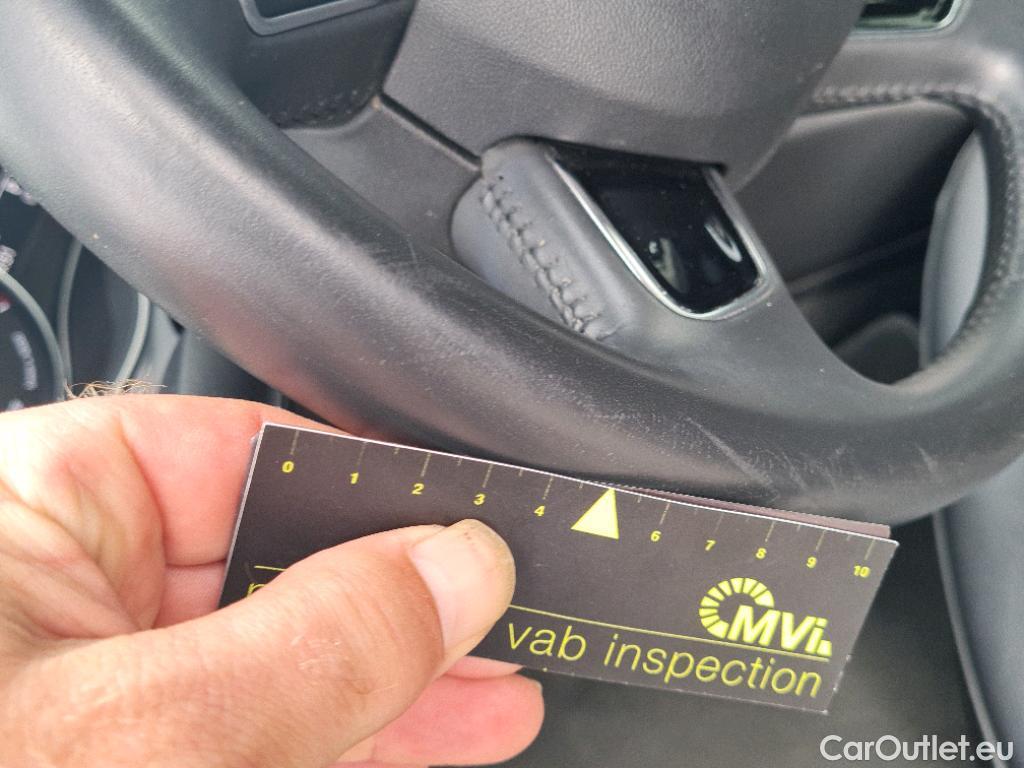 0 1 2 3 4 6 7 8 9 10
MVi
vab inspection
CarOutlet.eu